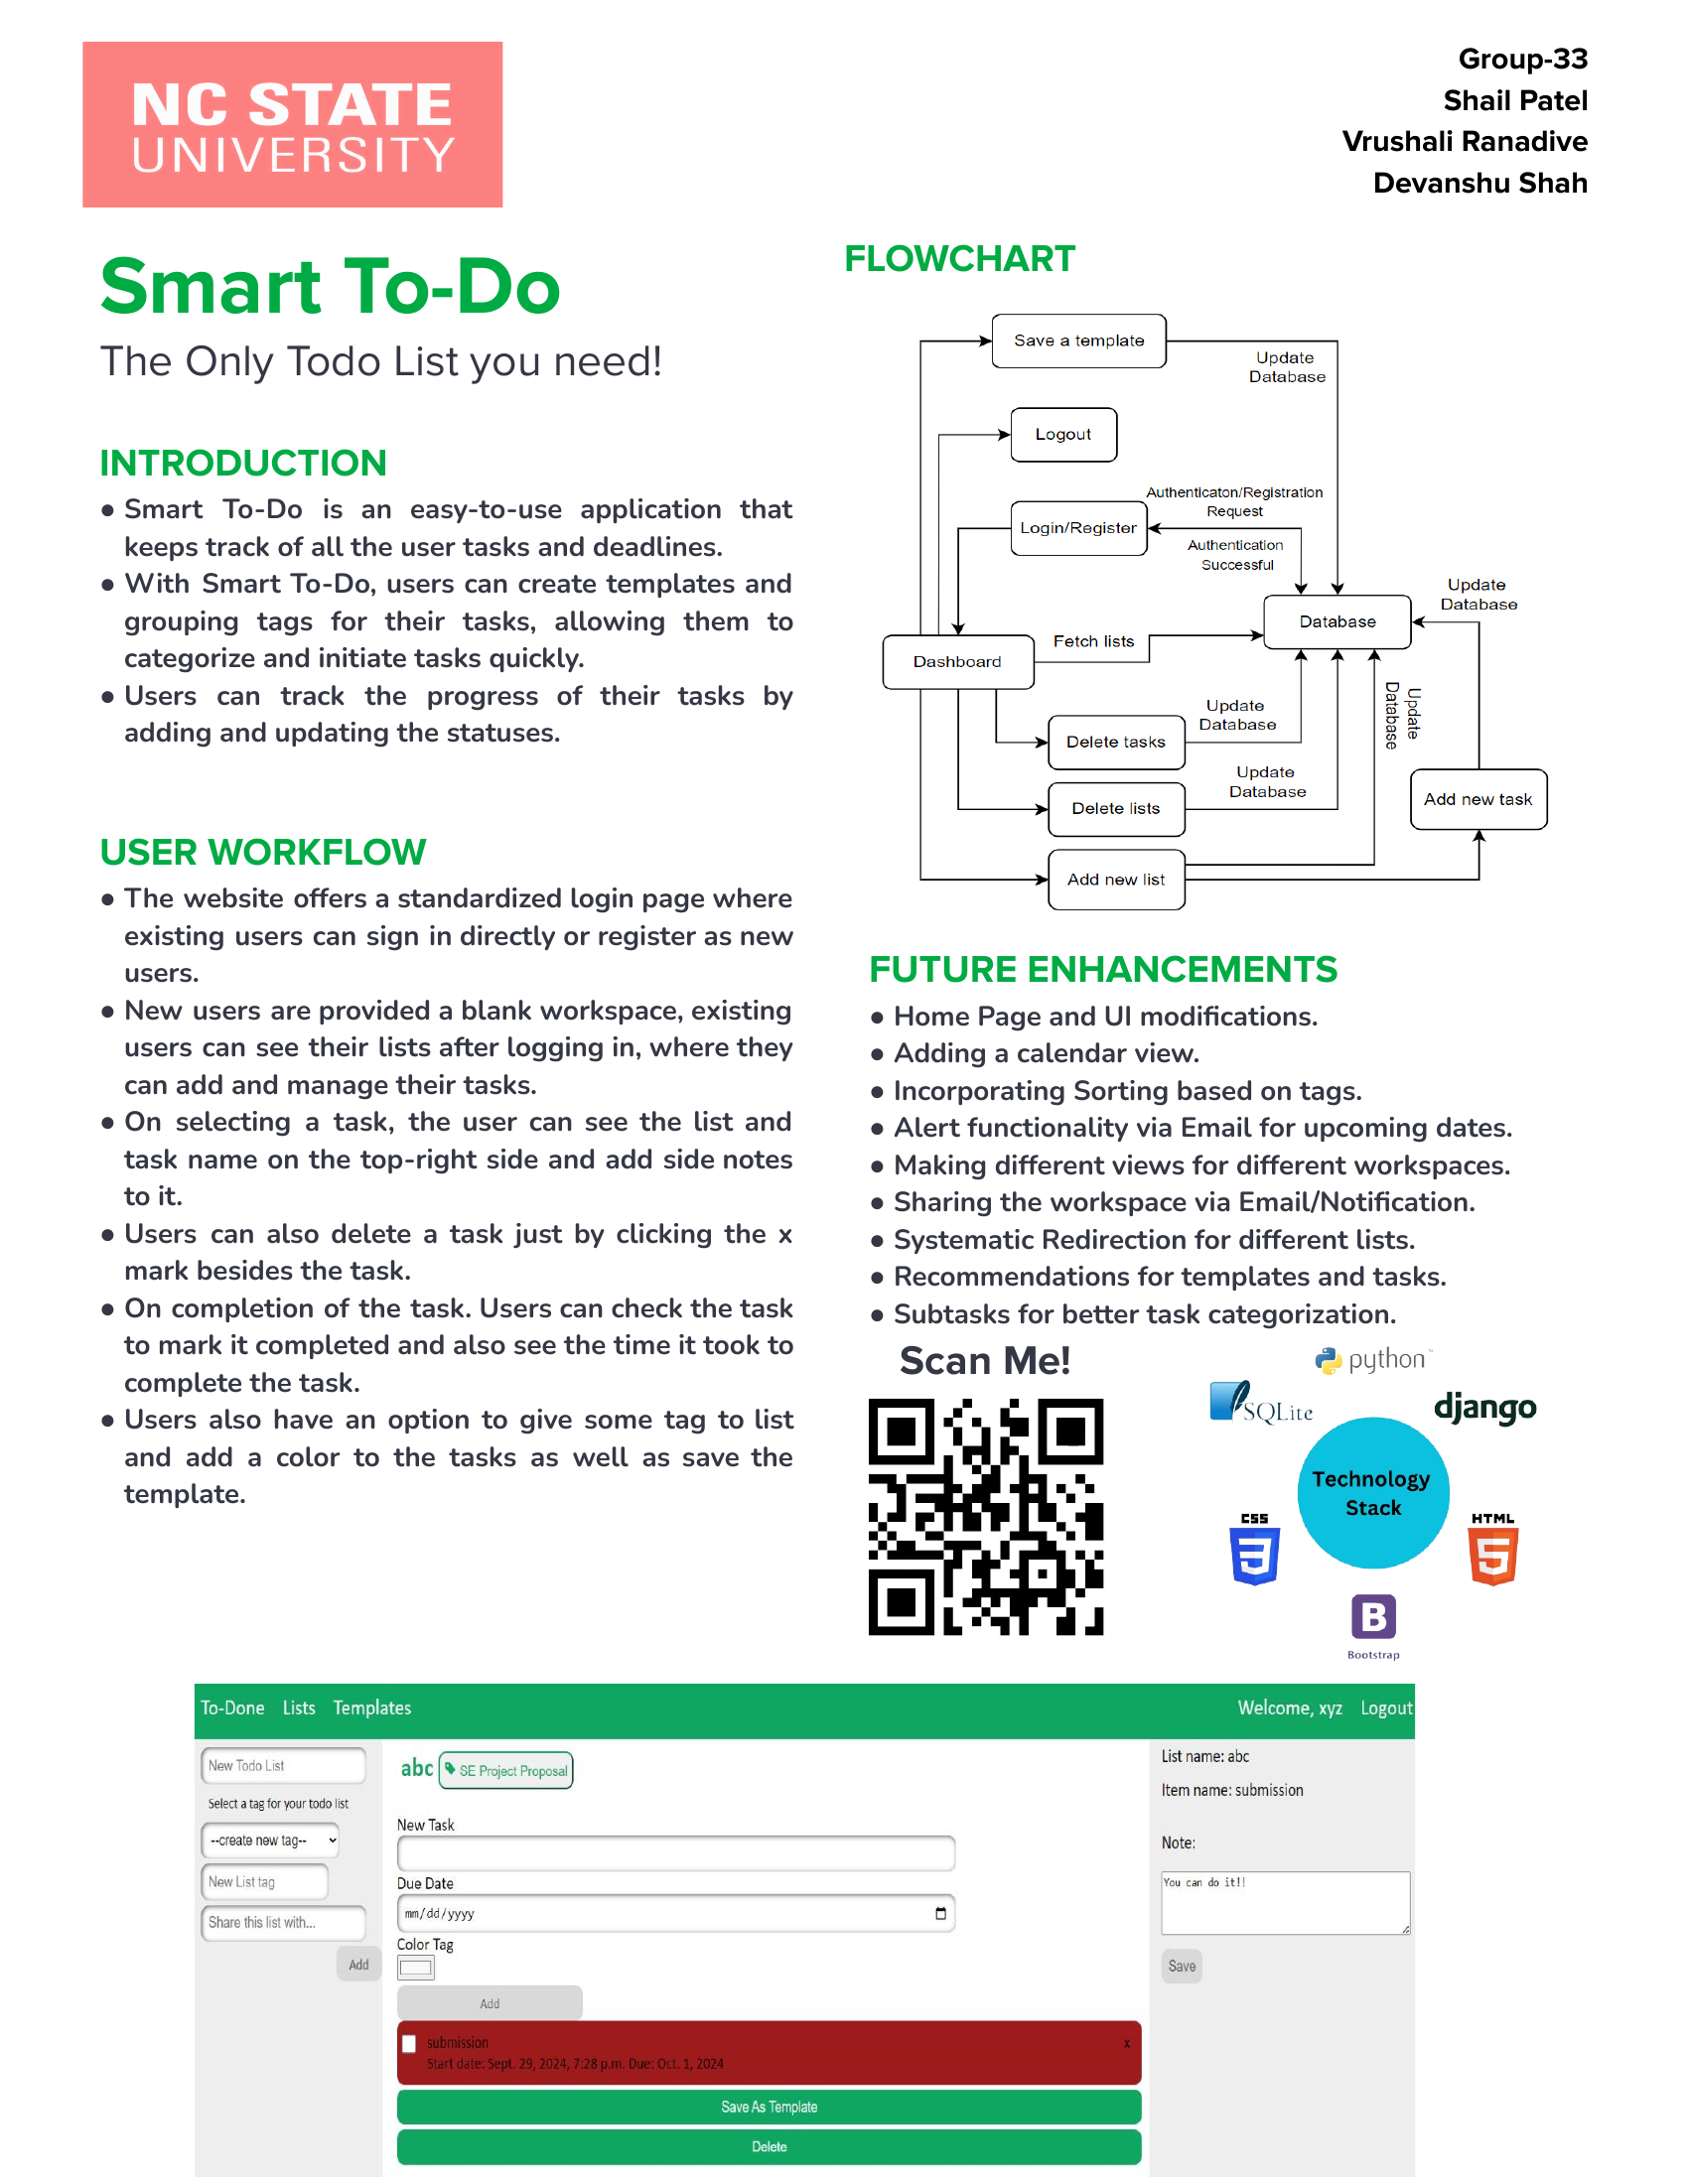 NC STATE
UNIVERSITY
Group-33
Shail Patel
Vrushali Ranadive
Devanshu Shah
Smart To-Do
The Only Todo List you need!
INTRODUCTION
● Smart To-Do is an easy-to-use application that
keeps track of all the user tasks and deadlines.
● With Smart To-Do, users can create templates and
grouping tags for their tasks, allowing them to
categorize and initiate tasks quickly.
● Users can track the progress of their tasks by
adding and updating the statuses.
USER WORKFLOW
● The website offers a standardized login page where
existing users can sign in directly or register as new
users.
● New users are provided a blank workspace, existing
users can see their lists after logging in, where they
can add and manage their tasks.
● On selecting a task, the user can see the list and
task name on the top-right side and add side notes
to it.
● Users can also delete a task just by clicking the x
mark besides the task.
● On completion of the task. Users can check the task
to mark it completed and also see the time it took to
complete the task.
● Users also have an option to give some tag to list
and add a color to the tasks as well as save the
template.
FLOWCHART
Save a template
Update
Database
Logout
Authenticaton/Registration
Request
Login/Register
Authentication
Successful
Update
Database
Database
Fetch lists
Dashboard
Update
Database
Update
Database
Delete tasks
Update
Database
Delete lists
Add new task
Add new list
FUTURE ENHANCEMENTS
● Home Page and UI modifications.
● Adding a calendar view.
● Incorporating Sorting based on tags.
● Alert functionality via Email for upcoming dates.
● Making different views for different workspaces.
● Sharing the workspace via Email/Notification.
● Systematic Redirection for different lists.
● Recommendations for templates and tasks.
● Subtasks for better task categorization.
Scan Me!
python
SQLite
django
Technology
Stack
CSS
3
HTML
5
B
Bootstrap
To-Done Lists Templates
Welcome, xyz Logout
New Todo List
Select a tag for your todo list
--create new tag--
New List tag
Share this list with...
Add
abc SE Project Proposal
New Task
Due Date
mm/dd/yyyy
Color Tag
Add
submission x
Start date: Sept. 29, 2024, 7:28 p.m. Due: Oct. 1, 2024
Save As Template
Delete
List name: abc
Item name: submission
Note:
You can do it!!
Save